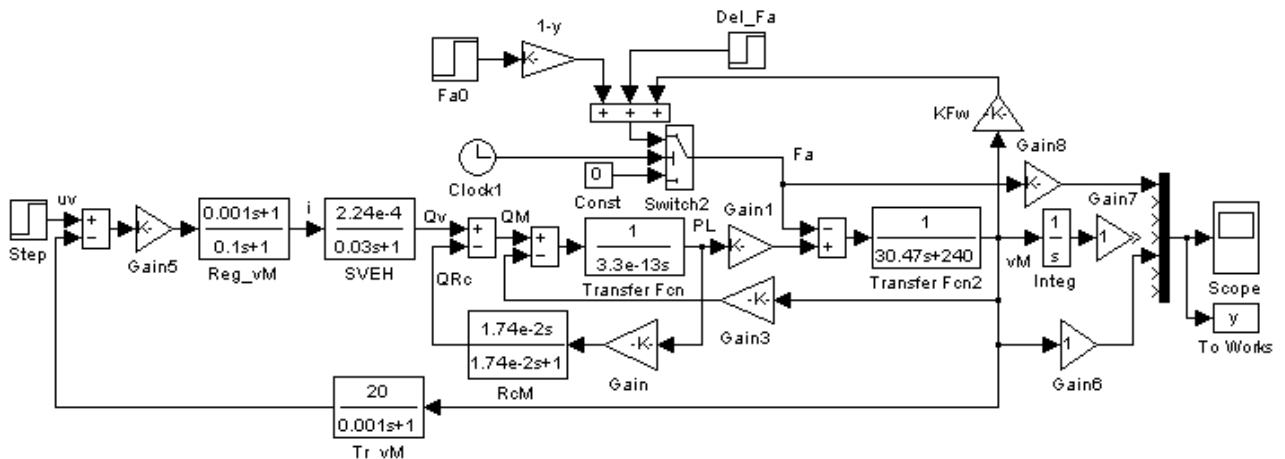 Del_Fa
1-y
K-
Fa0
+ + +
KFw
-K-
Clock1
0
Const
Switch2
Fa
Gain8
K-
Gain7
uv
Step
+
-
K-
Gain5
0.001s+1
0.1s+1
Reg_vM
i
2.24e-4
0.03s+1
SVEH
Qv
QRc
+
-
QM
+
-
1
3.3e-13s
Transfer Fcn
PL
Gain1
K-
-
+
1
30.47s+240
Transfer Fcn2
vM
1
s
Integ
1
Scope
y
To Works
-K-
Gain3
1.74e-2s
1.74e-2s+1
RcM
-K-
Gain
1
Gain6
20
0.001s+1
Tr_vM